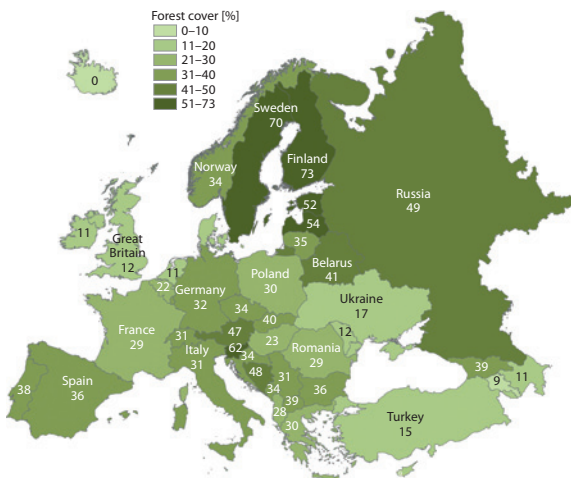 Forest cover [%]
0–10
11–20
21–30
31–40
41–50
51–73
0
Sweden
70
Finland
73
Norway
34
Russia
49
52
54
35
11
Great
Britain
12
Belarus
41
11
22
Germany
32
Poland
30
Ukraine
17
34
40
France
29
47
23
12
31
Italy
31
62
34
Romania
29
48
31
38
Spain
36
34
39
36
28
30
39
9
11
Turkey
15